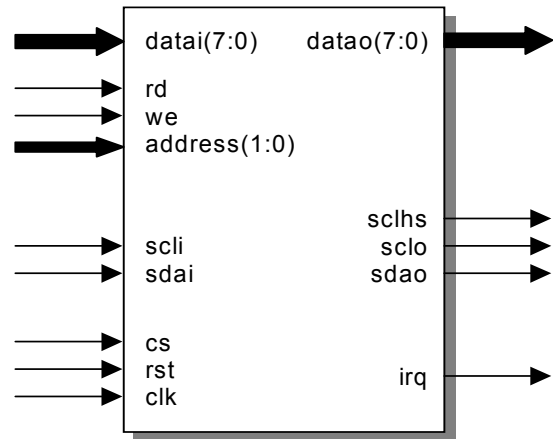 datai(7:0) datao(7:0)
rd
we
address(1:0)
sclhs
scli sclo
sdai sdao
cs
rst irq
clk